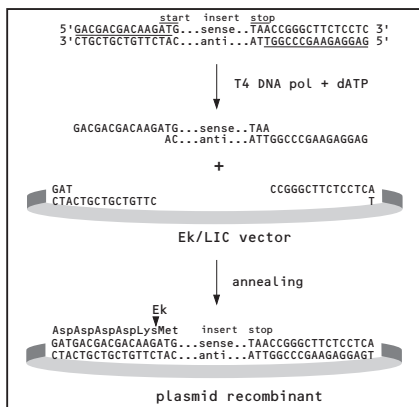 start insert stop
5'GACGACGACAAGATG...sense..TAACCGGGCTTCTCCTC 3'
3'CTGCTGCTGTTCTAC...anti...ATTGGCCCGAAGAGGAG 5'
T4 DNA pol + dATP
GACGACGACAAGATG...sense..TAA
AC...anti...ATTGGCCCGAAGAGGAG
+
GAT CCGGGCTTCTCCTCA
CTACTGCTGCTGTTC T
Ek/LIC vector
annealing
Ek
AspAspAspAspLysMet insert stop
GATGACGACGACAAGATG...sense..TAACCGGGCTTCTCCTCA
CTACTGCTGCTGTTCTAC...anti...ATTGGCCCGAAGAGGAGT
plasmid recombinant